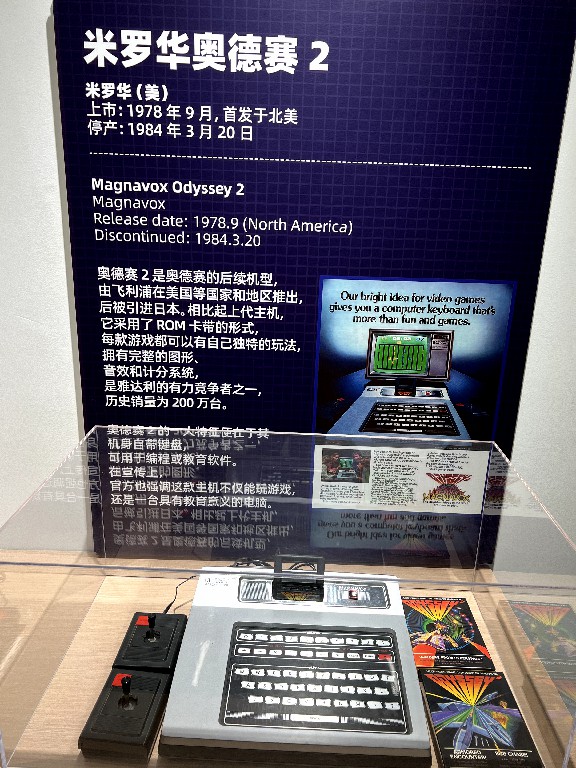 米罗华奥德赛 2
米罗华（美）
上市：1978 年 9 月，首发于北美
停产：1984 年 3 月 20 日
Magnavox Odyssey 2
Magnavox
Release date: 1978.9 (North America)
Discontinued: 1984.3.20
奥德赛 2 是奥德赛的后续机型，
由飞利浦在美国等国家和地区推出，
后被引进日本。相比起上代主机，
它采用了 ROM 卡带的形式，
每款游戏都可以有自己独特的玩法，
拥有完整的图形、
音效和计分系统，
是雅达利的有力竞争者之一，
历史销量为 200 万台。
奥德赛 2 的一大特征便在于其
机身自带键盘，
可用于编程或教育软件。
在宣传上，
官方也强调这款主机不仅能玩游戏，
还是一台具有教育意义的电脑。
Our bright idea for video games
gives you a computer keyboard that's
more than fun and games.